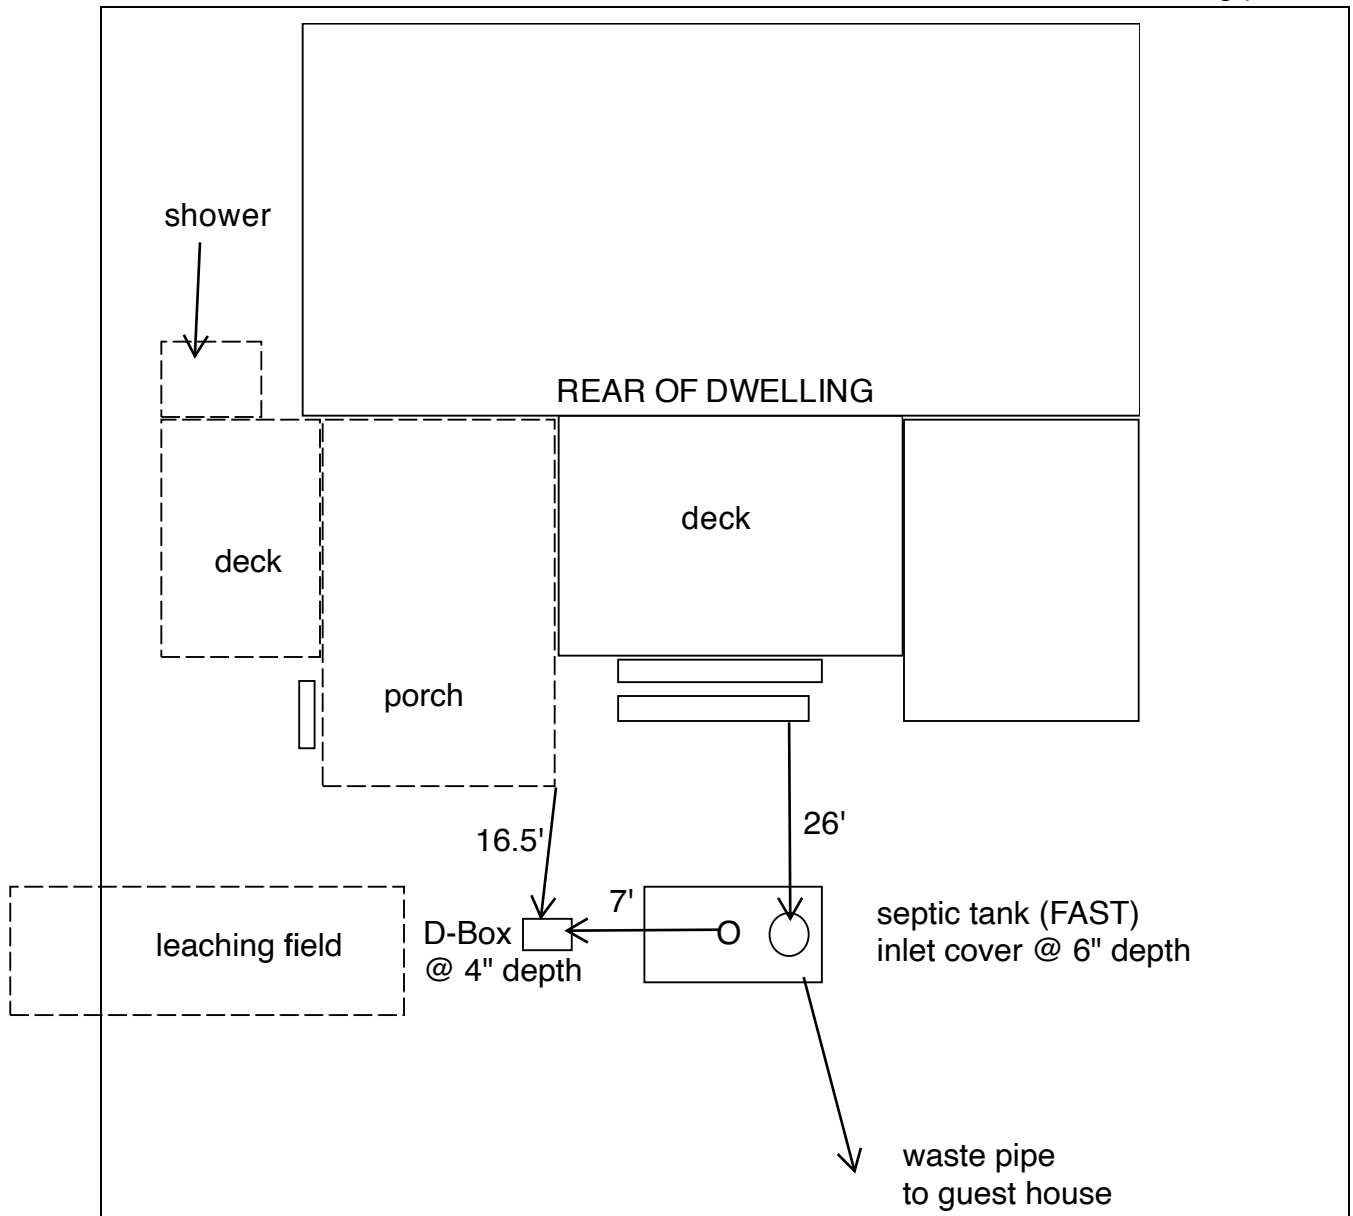 shower
REAR OF DWELLING
deck
deck
porch
26'
16.5'
7'
septic tank (FAST)
inlet cover @ 6" depth
D-Box
@ 4" depth
O
leaching field
waste pipe
to guest house